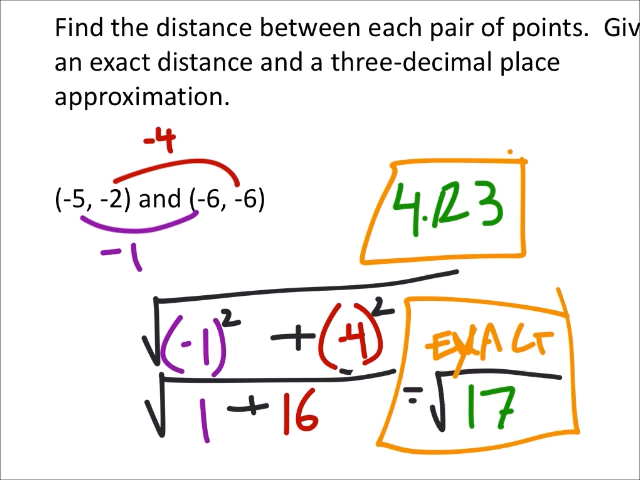 Find the distance between each pair of points. Giv
an exact distance and a three-decimal place
approximation.
-4
(-5, -2) and (-6, -6)
-1
4.123
√(-1)² + (-4)²
EXACT
√1 + 16 = √17